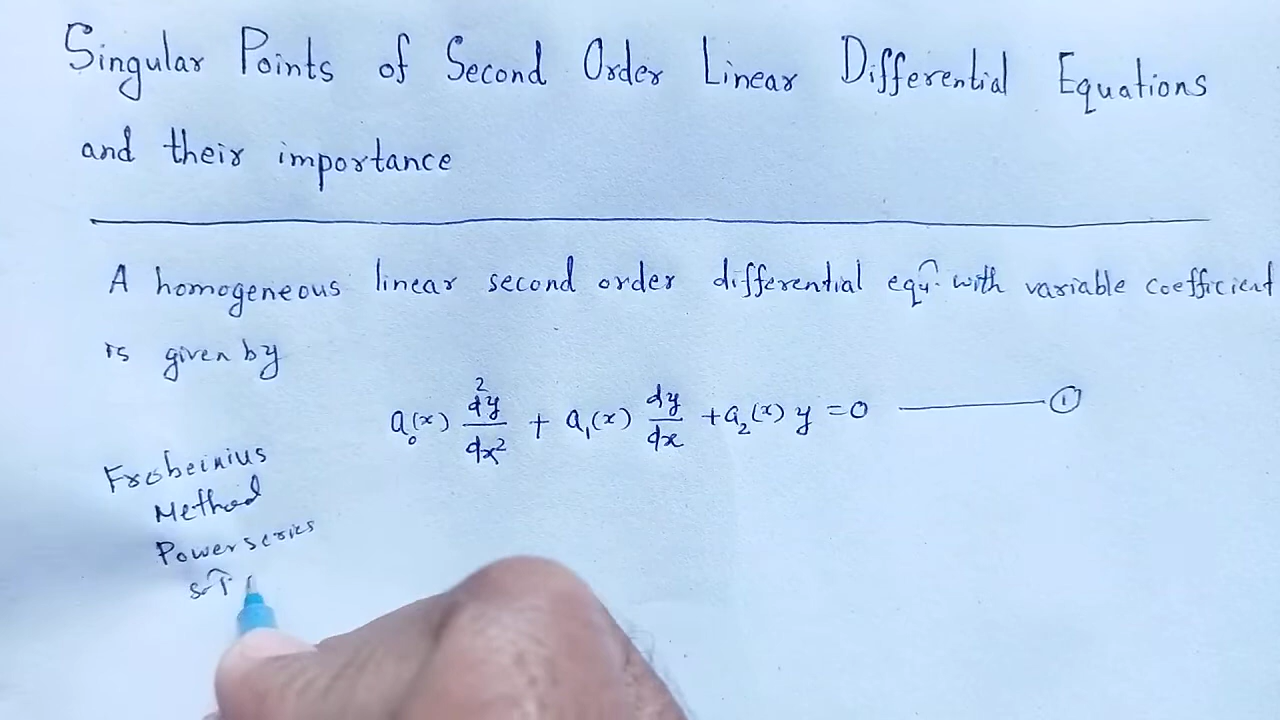 Singular Points of Second Order Linear Differential Equations
and their importance
A homogeneous linear second order differential equn. with variable coefficient
is given by
a₀(x) d²y/dx² + a₁(x) dy/dx + a₂(x) y = 0 ——— ①
Frobeinius
Method
Power series